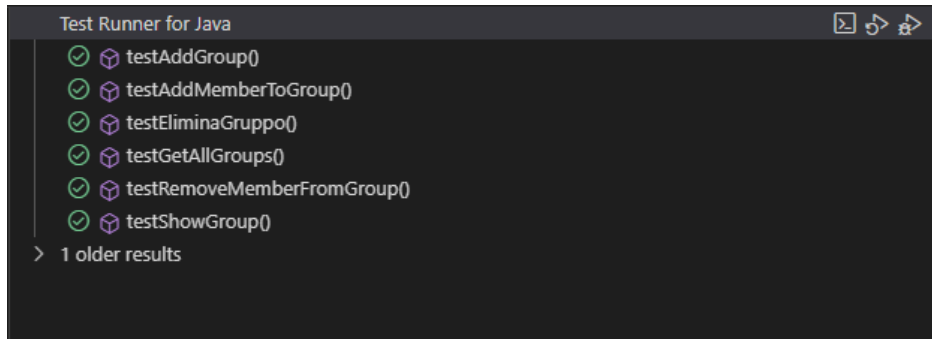 Test Runner for Java
testAddGroup()
testAddMemberToGroup()
testEliminaGruppo()
testGetAllGroups()
testRemoveMemberFromGroup()
testShowGroup()
1 older results